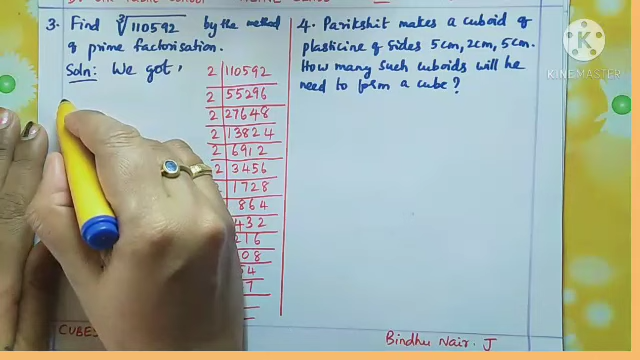 3. Find ∛110592 by the method
of prime factorisation.
Soln: We get,
2 110592
2 55296
2 27648
2 13824
2 6912
2 3456
1728
864
432
216
108
54
4. Parikshit makes a cuboid of
plasticine of sides 5cm, 2cm, 5cm.
How many such cuboids will he
need to form a cube?
KINEMASTER
CUBES
Bindhu Nair. J